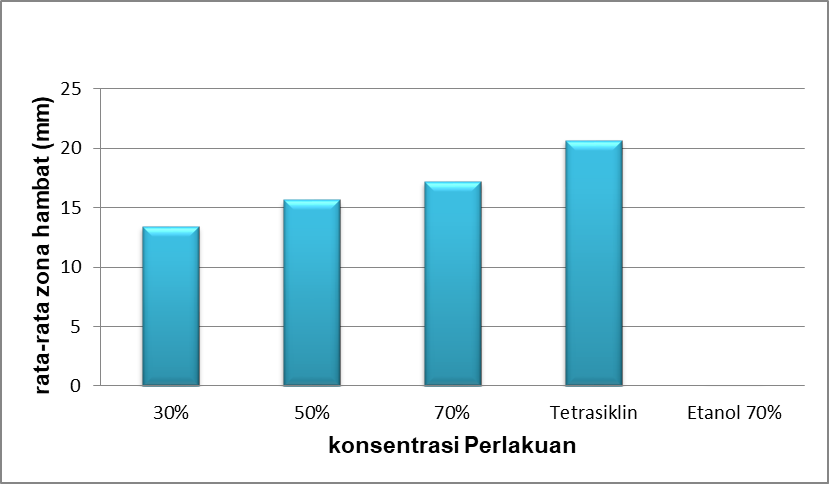 rata-rata zona hambat (mm)
25
20
15
10
5
0
30% 50% 70% Tetrasiklin Etanol 70%
konsentrasi Perlakuan